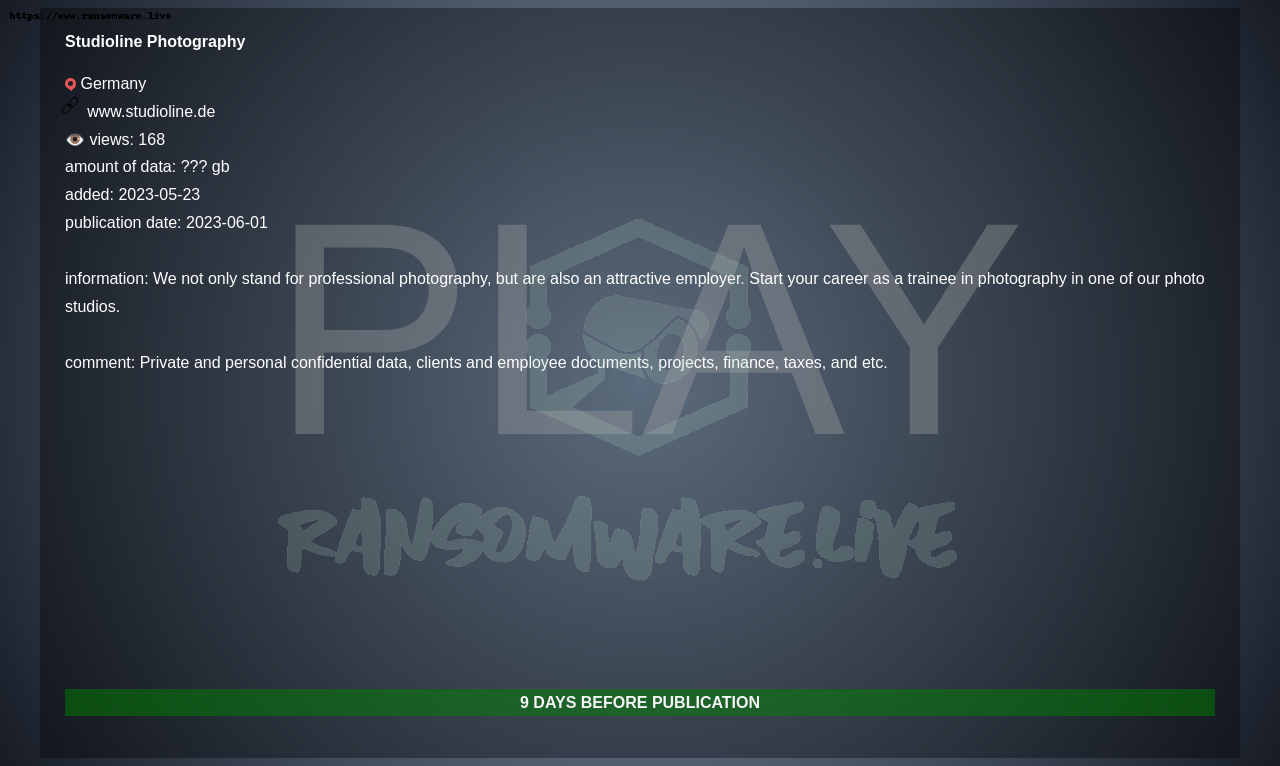 https://www.ransomware.live
Studioline Photography
Germany
www.studioline.de
views: 168
amount of data: ??? gb
added: 2023-05-23
publication date: 2023-06-01
information: We not only stand for professional photography, but are also an attractive employer. Start your career as a trainee in photography in one of our photo
studios.
comment: Private and personal confidential data, clients and employee documents, projects, finance, taxes, and etc.
PLAY
RANSOMWARE.LIVE
9 DAYS BEFORE PUBLICATION